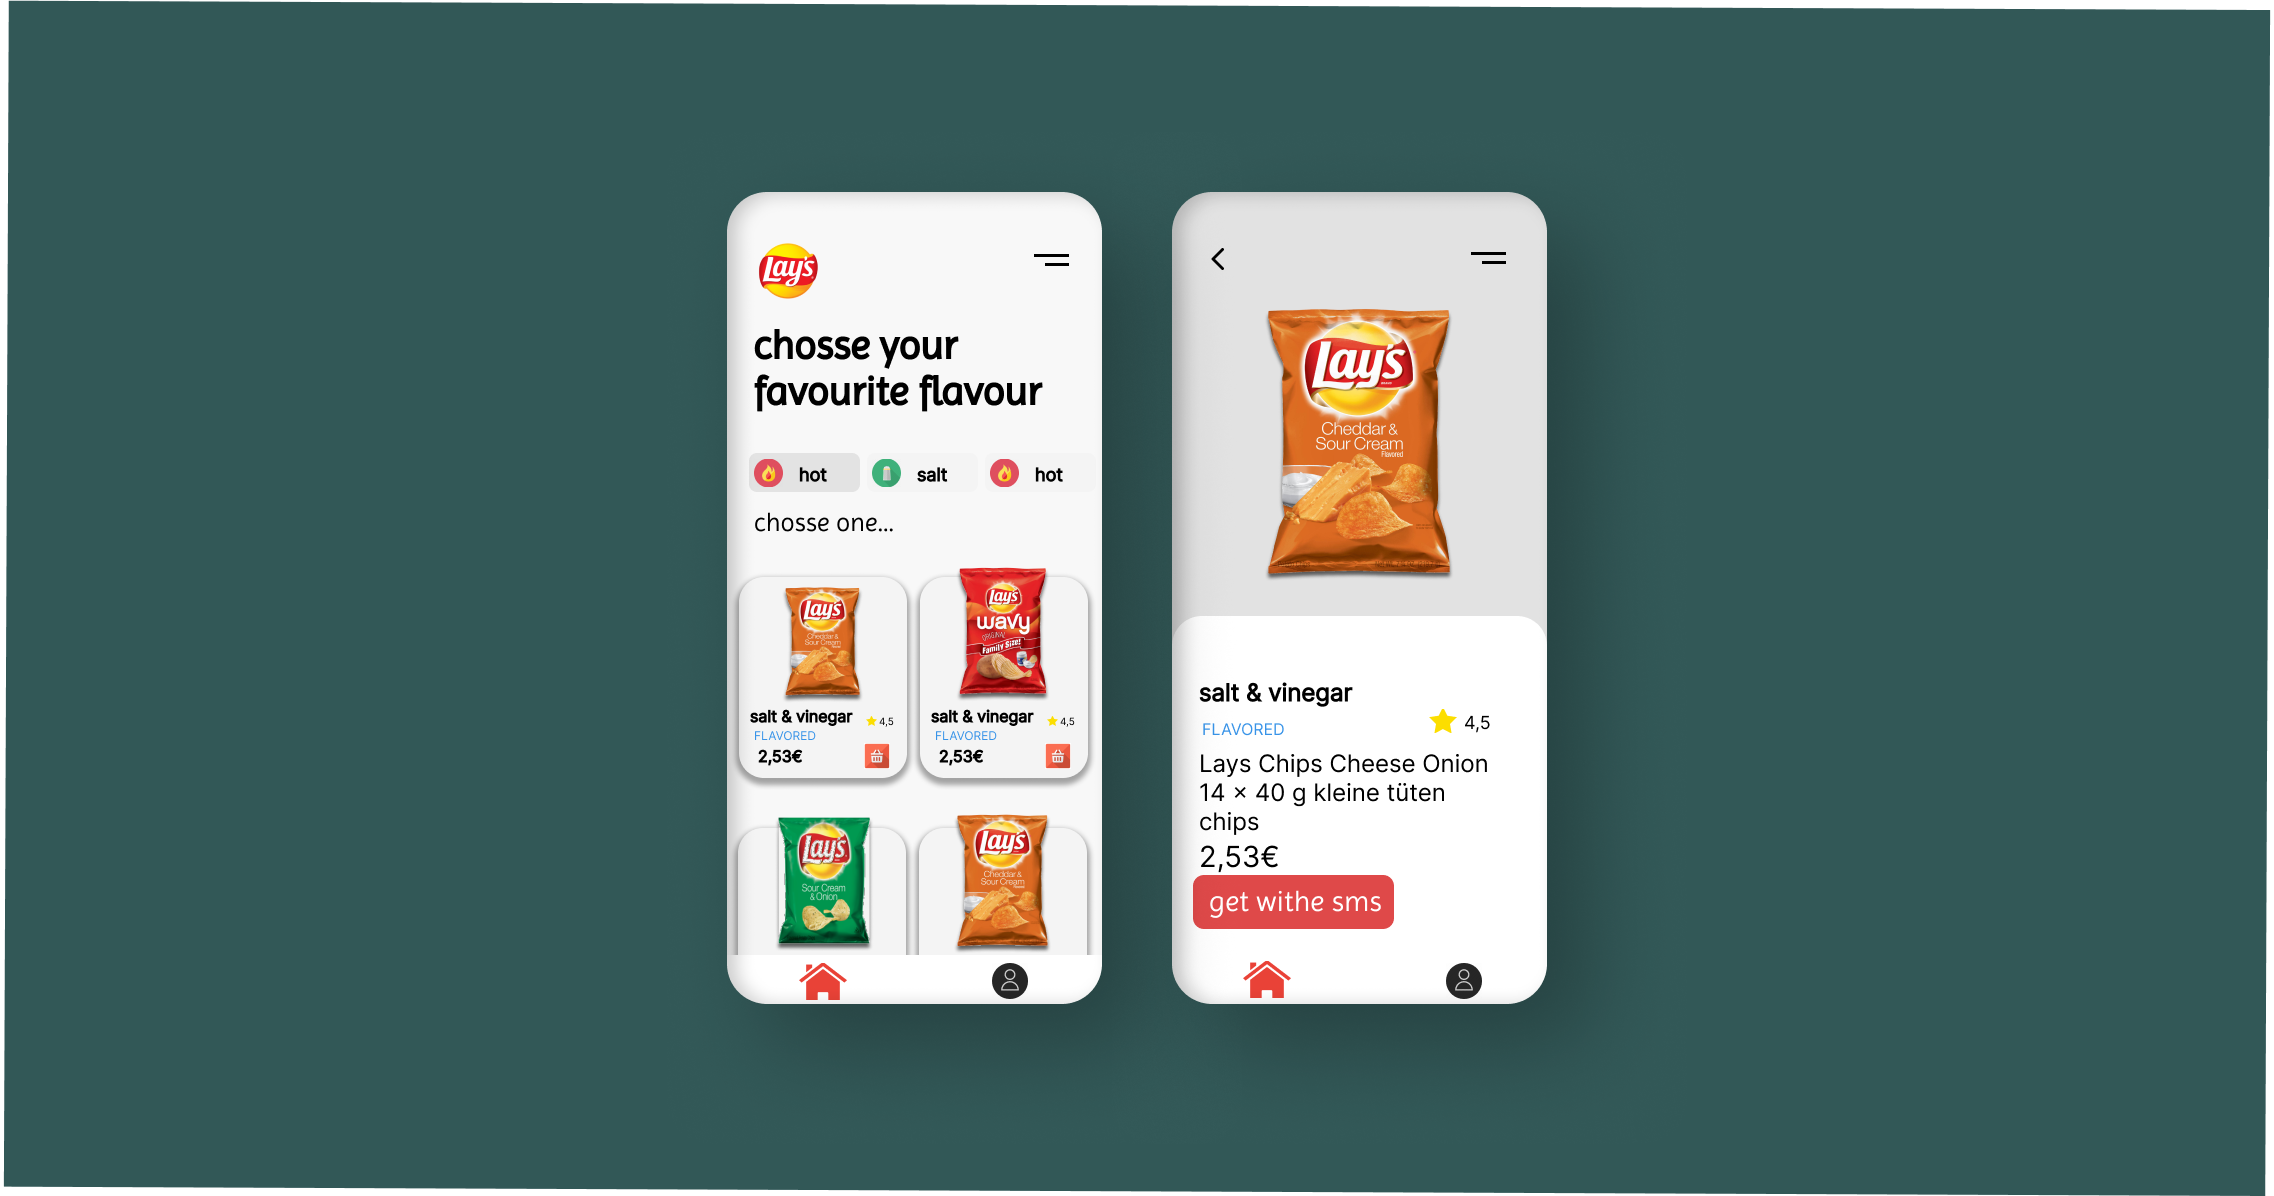 Lay's
chosse your
favourite flavour
hot
salt
hot
chosse one...
Lay's
Cheddar &
Sour Cream
Lay's
wavy
ORIGINAL
Family Size!
salt & vinegar
4,5
FLAVORED
2,53€
salt & vinegar
4,5
FLAVORED
2,53€
Lay's
Sour Cream
& Onion
Lay's
Cheddar &
Sour Cream
Lay's
Cheddar &
Sour Cream
Flavored
salt & vinegar
FLAVORED
4,5
Lays Chips Cheese Onion
14 × 40 g kleine tüten
chips
2,53€
get withe sms